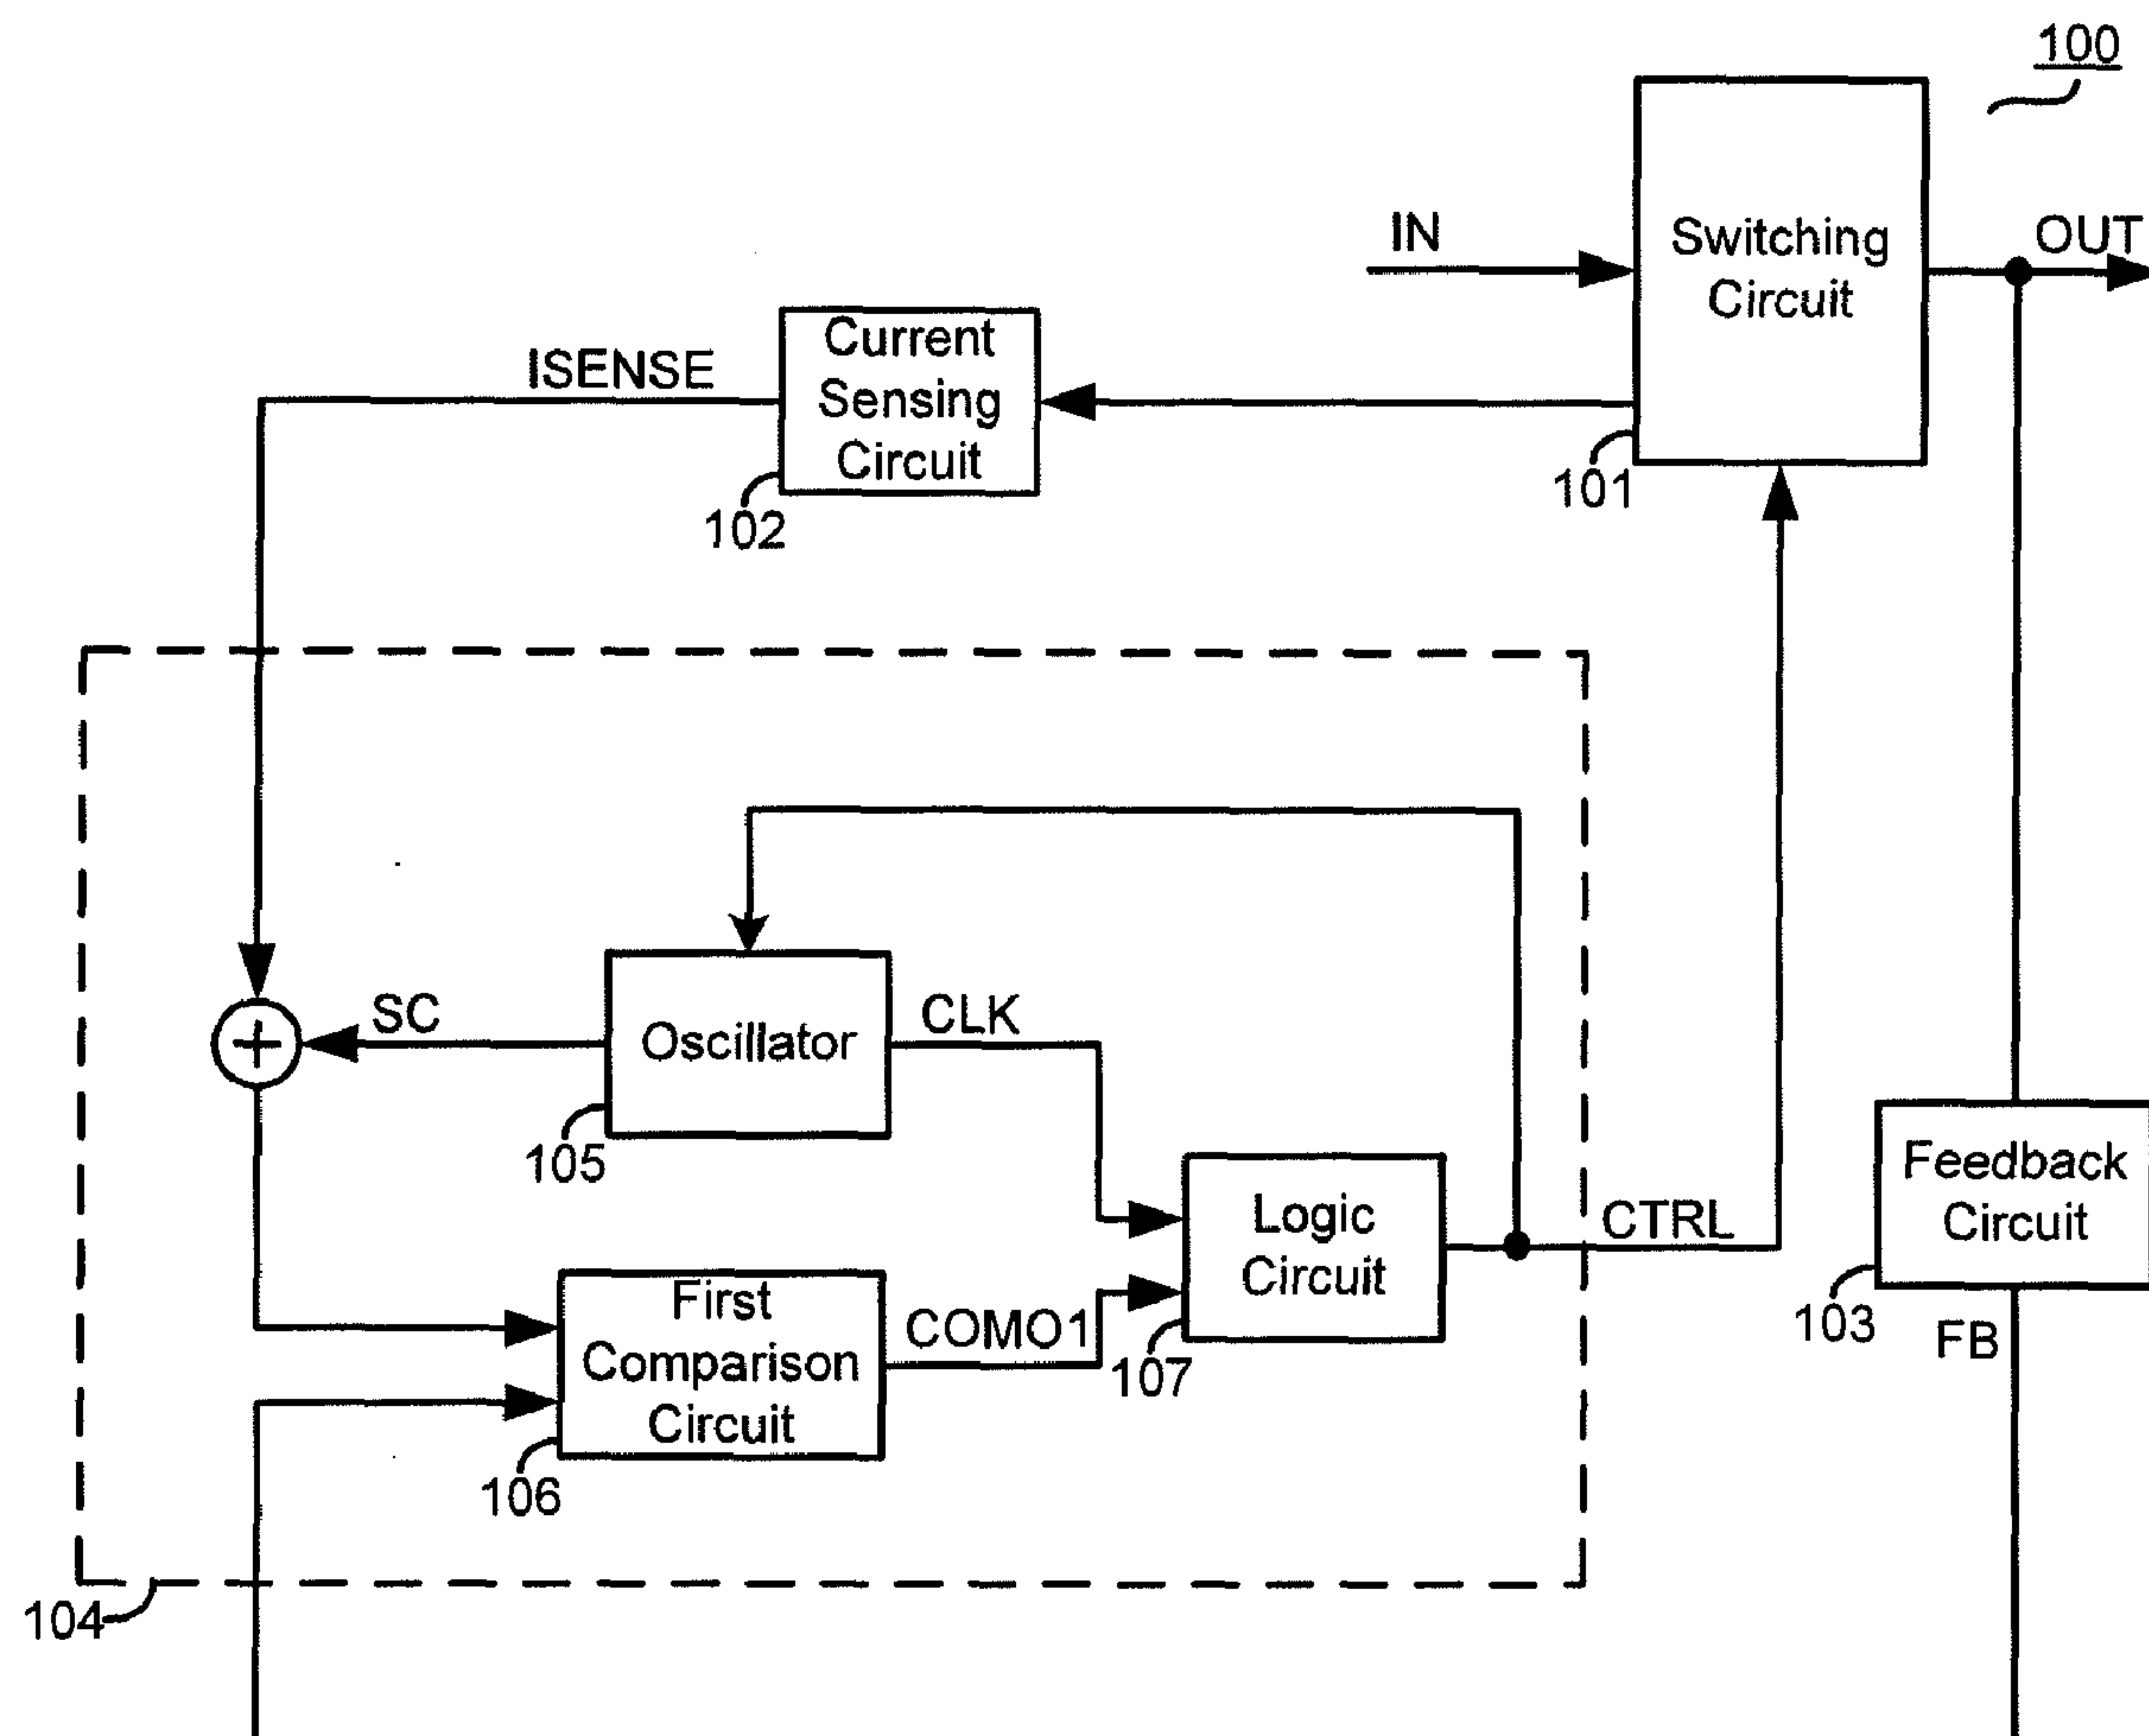 100
IN
Switching
Circuit
OUT
ISENSE
Current
Sensing
Circuit
101
102
SC
Oscillator
CLK
105
Logic
Circuit
CTRL
Feedback
Circuit
First
Comparison
Circuit
COMO1
107
103
FB
106
104